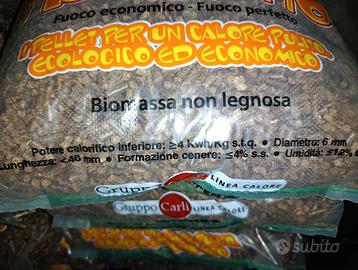 Fuoco economico - Fuoco perfetto
I PELLET PER UN CALORE PULITO,
ECOLOGICO ED ECONOMICO
Biomassa non legnosa
Potere calorifico inferiore: ≥4 Kwh/Kg s.t.q. • Diametro: 6 mm
Lunghezza: <40 mm • Formazione cenere: ≤4% s.s. • Umidità: ≤12%
Gruppo LINEA CALORE
Gruppo Carli LINEA CALORE
subito